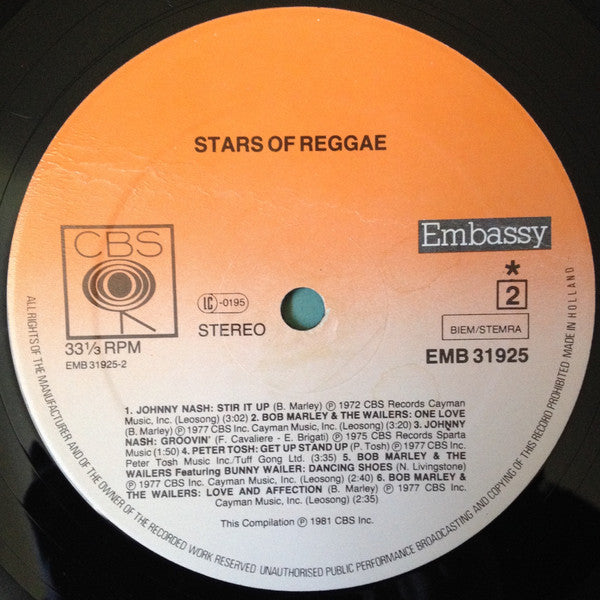 STARS OF REGGAE
CBS
Embassy
LC-0195
* 2
33⅓ RPM
STEREO
BIEM/STEMRA
EMB 31925-2
EMB 31925
1. JOHNNY NASH: STIR IT UP (B. Marley) ℗ 1972 CBS Records Cayman
Music, Inc. (Leosong) (3:02) 2. BOB MARLEY & THE WAILERS: ONE LOVE
(B. Marley) ℗ 1977 CBS Inc. Cayman Music, Inc. (Leosong) (3:20) 3. JOHNNY
NASH: GROOVIN' (F. Cavaliere - E. Brigati) ℗ 1975 CBS Records Sparta
Music (1:50) 4. PETER TOSH: GET UP STAND UP (P. Tosh) ℗ 1977 CBS Inc.
Peter Tosh Music Inc./Tuff Gong Ltd. (3:35) 5. BOB MARLEY & THE
WAILERS Featuring BUNNY WAILER: DANCING SHOES (N. Livingstone)
℗ 1977 CBS Inc. Cayman Music, Inc. (Leosong) (2:40) 6. BOB MARLEY &
THE WAILERS: LOVE AND AFFECTION (B. Marley) ℗ 1977 CBS Inc.
Cayman Music, Inc. (Leosong) (2:35)
This Compilation ℗ 1981 CBS Inc.
ALL RIGHTS OF THE MANUFACTURER AND OF THE OWNER OF THE RECORDED WORK RESERVED UNAUTHORISED PUBLIC PERFORMANCE BROADCASTING AND COPYING OF THIS RECORD PROHIBITED MADE IN HOLLAND